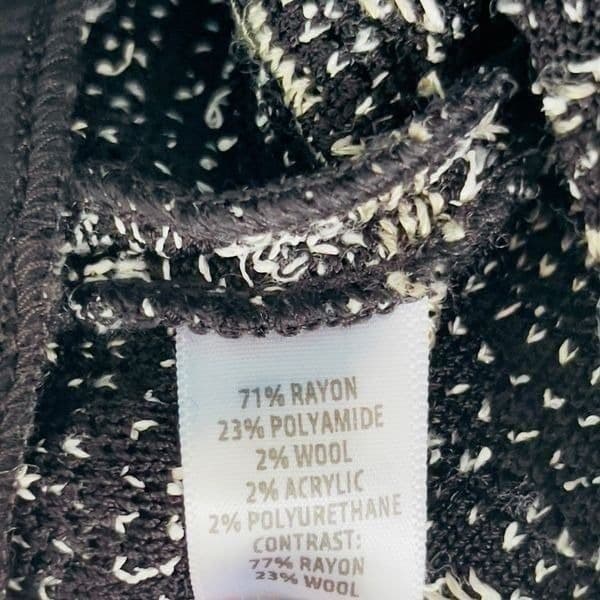 71% RAYON
23% POLYAMIDE
2% WOOL
2% ACRYLIC
2% POLYURETHANE
CONTRAST:
77% RAYON
23% WOOL